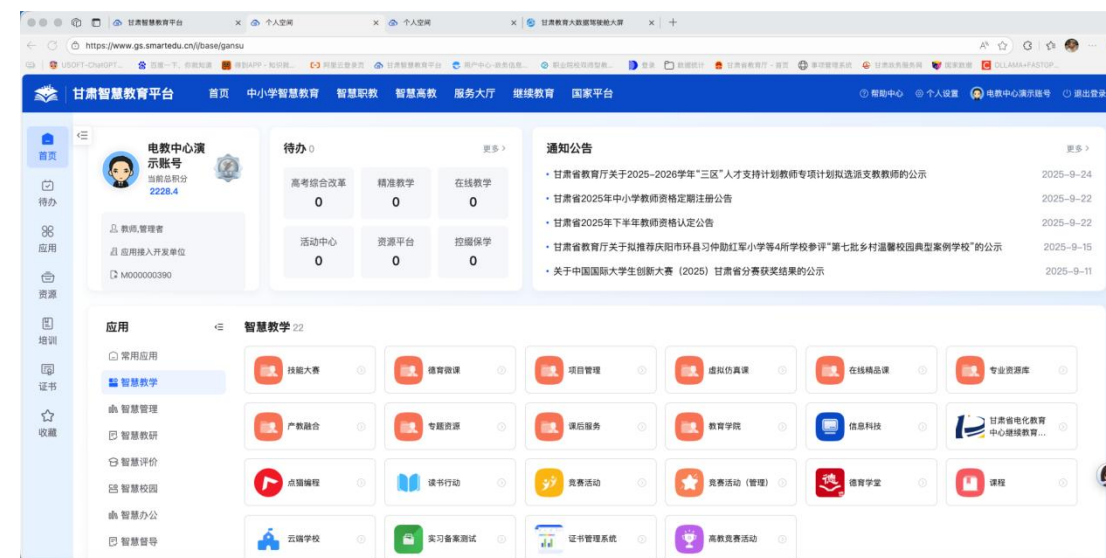 甘肃智慧教育平台
个人空间
个人空间
甘肃教育大数据驾驶舱大屏
https://www.gs.smartedu.cn/j/base/gansu
甘肃智慧教育平台 首页 中小学智慧教育 智慧职教 智慧高教 服务大厅 继续教育 国家平台 帮助中心 个人设置 电教中心演示账号 退出登录
首页
待办
应用
资源
培训
证书
收藏
电教中心演
示账号
当前总积分
2228.4
教师,管理者
应用接入开发单位
M000000390
待办 0 更多 >
高考综合改革 精准教学 在线教学
0 0 0
活动中心 资源平台 控辍保学
0 0 0
通知公告 更多 >
· 甘肃省教育厅关于2025-2026学年“三区”人才支持计划教师专项计划拟选派支教教师的公示 2025-9-24
· 甘肃省2025年中小学教师资格定期注册公告 2025-9-22
· 甘肃省2025年下半年教师资格认定公告 2025-9-22
· 甘肃省教育厅关于拟推荐庆阳市环县习仲勋红军小学等4所学校参评“第七批乡村温馨校园典型案例学校”的公示 2025-9-15
· 关于中国国际大学生创新大赛（2025）甘肃省分赛获奖结果的公示 2025-9-11
应用
常用应用
智慧教学
智慧管理
智慧教研
智慧评价
智慧校园
智慧办公
智慧督导
智慧教学 22
技能大赛 德育微课 项目管理 虚拟仿真课 在线精品课 专业资源库
产教融合 专题资源 课后服务 教育学院 信息科技 甘肃省电化教育
中心继续教育...
点猫编程 读书行动 竞赛活动 竞赛活动（管理） 德育学堂 课程
云端学校 实习备案测试 证书管理系统 高教竞赛活动